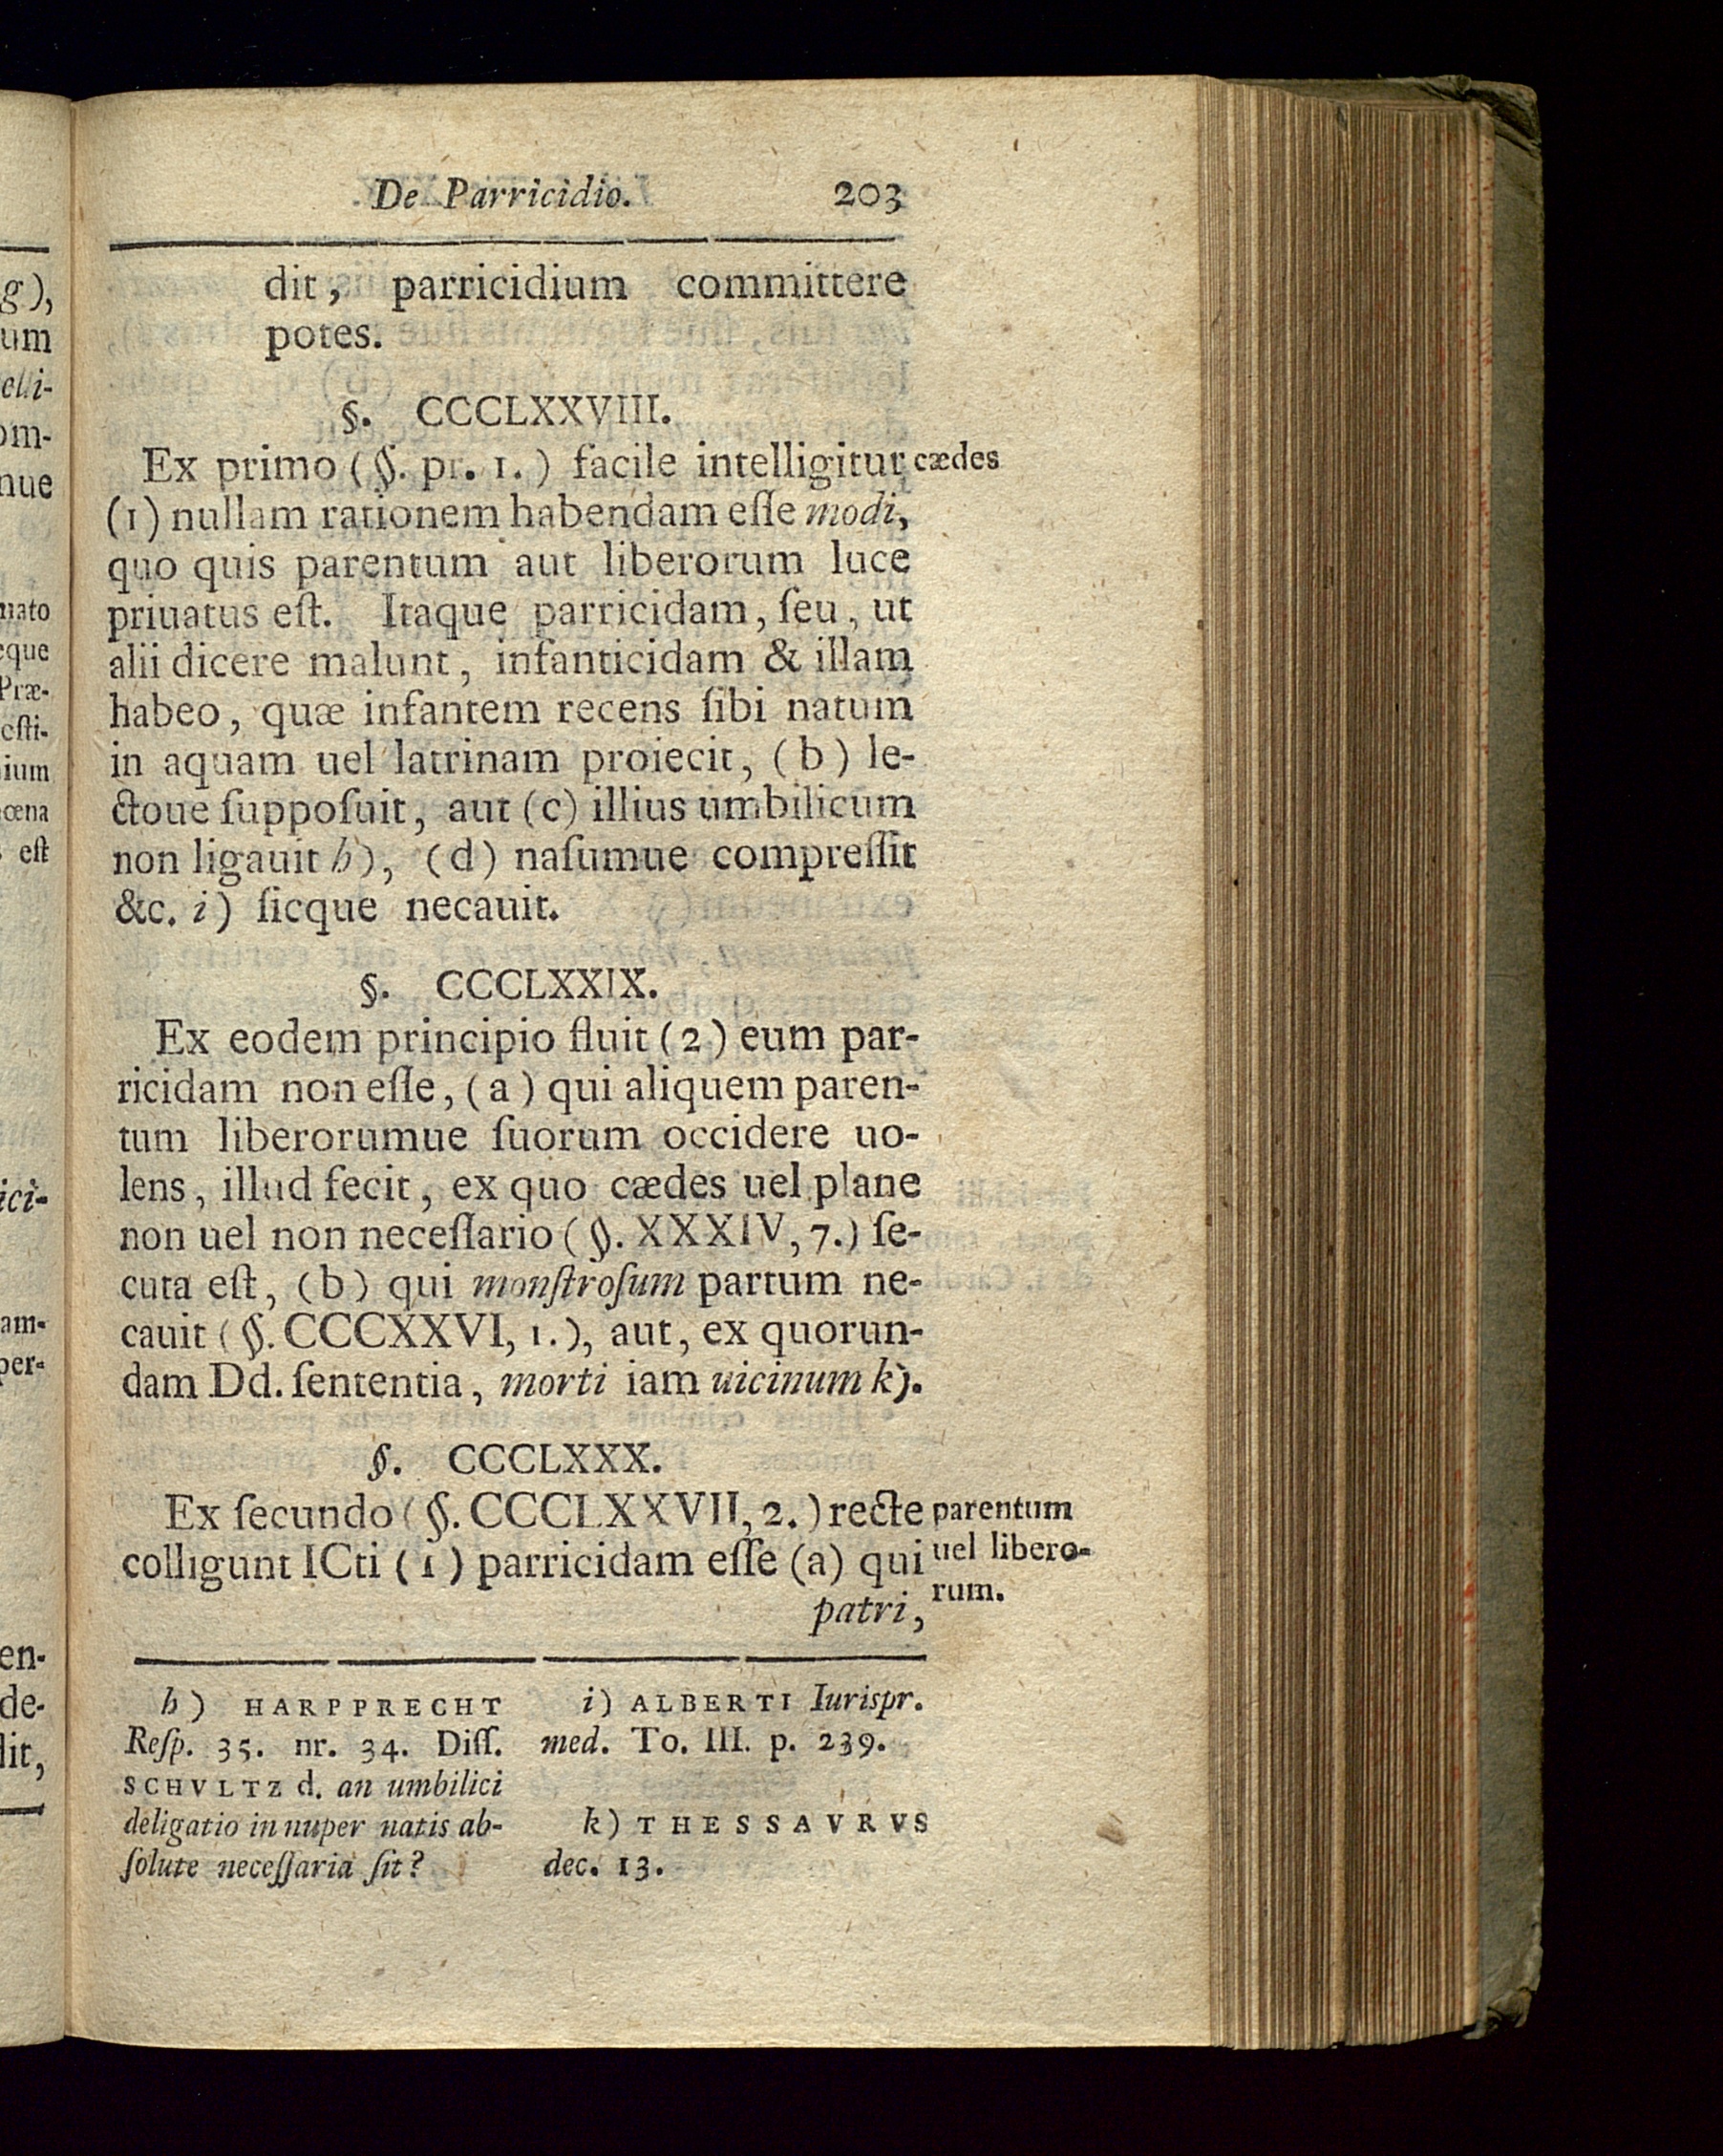 De Parricidio. 203
dit, parricidium committere
potes.
§. CCCLXXVIII.
Ex primo (§. pr. 1.) facile intelligitur
cædes
(1) nullam rationem habendam eſſe modi,
quo quis parentum aut liberorum luce
priuatus eſt. Itaque parricidam, ſeu, ut
alii dicere malunt, infanticidam & illam
habeo, quæ infantem recens ſibi natum
in aquam uel latrinam proiecit, (b) le-
ctoue ſuppoſuit, aut (c) illius umbilicum
non ligauit h), (d) naſumue compreſſit
&c. i) ſicque necauit.
§. CCCLXXIX.
Ex eodem principio fluit (2) eum par-
ricidam non eſſe, (a) qui aliquem paren-
tum liberorumue ſuorum occidere uo-
lens, illud fecit, ex quo cædes uel plane
non uel non neceſſario (§. XXXIV, 7.) ſe-
cuta eſt, (b) qui monſtroſum partum ne-
cauit (§. CCCXXVI, 1.), aut, ex quorun-
dam Dd. ſententia, morti iam uicinum k).
§. CCCLXXX.
Ex ſecundo (§. CCCLXXVII, 2.) recte
colligunt ICti (1) parricidam eſſe (a) qui
patri,
parentum
uel libero-
rum.
h) HARPPRECHT
Reſp. 35. nr. 34. Diſſ.
SCHVLTZ d. an umbilici
deligatio in nuper natis ab-
ſolute neceſſaria ſit?
i) ALBERTI Iurispr.
med. To. III. p. 239.
k) THESSAVRVS
dec. 13.